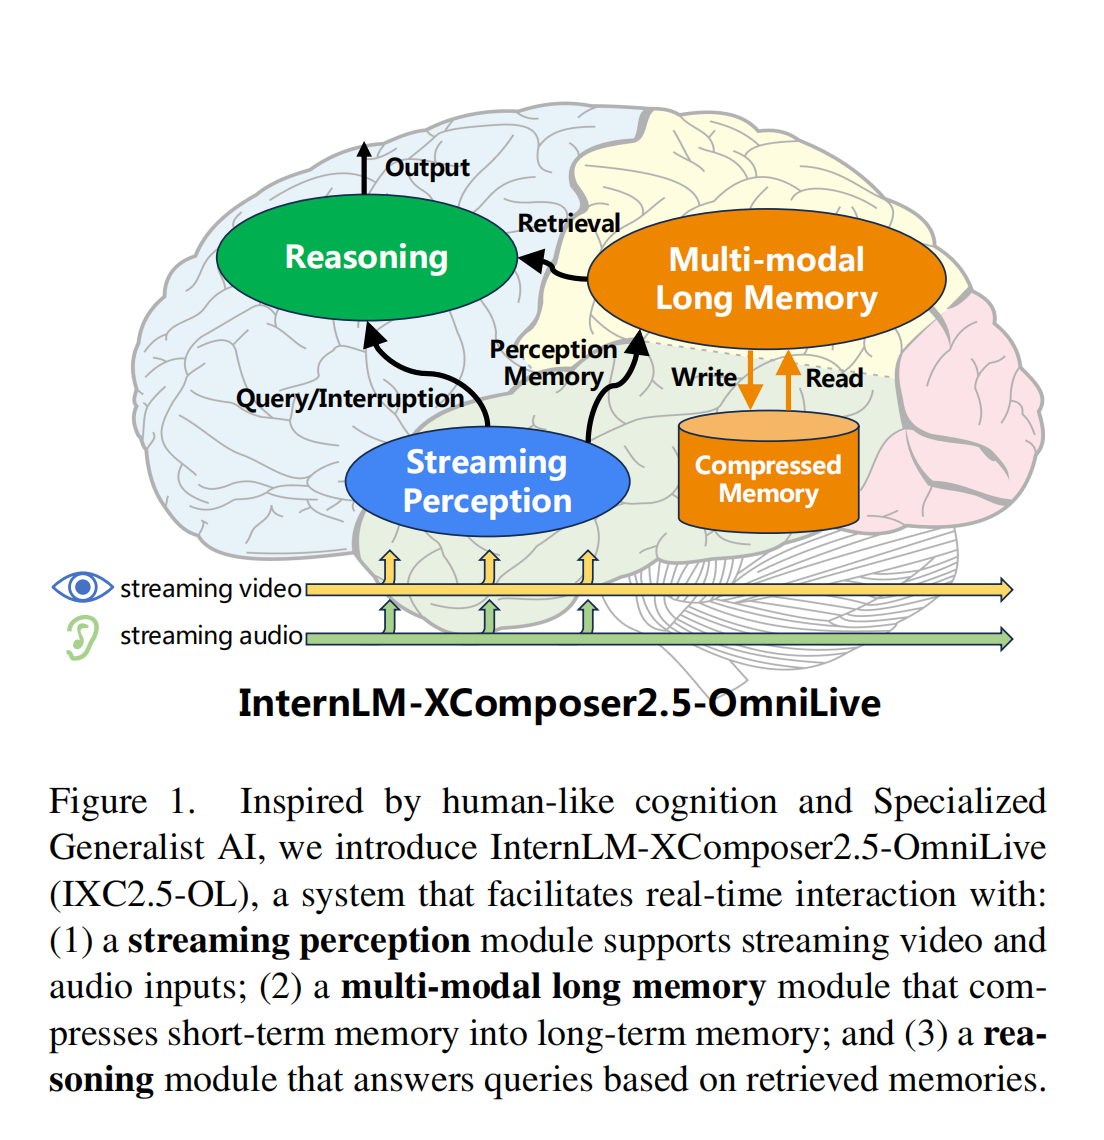 Output
Retrieval
Reasoning
Multi-modal
Long Memory
Perception
Memory
Write
Read
Query/Interruption
Streaming
Perception
Compressed
Memory
streaming video
streaming audio
InternLM-XComposer2.5-OmniLive
Figure 1. Inspired by human-like cognition and Specialized
Generalist AI, we introduce InternLM-XComposer2.5-OmniLive
(IXC2.5-OL), a system that facilitates real-time interaction with:
(1) a streaming perception module supports streaming video and
audio inputs; (2) a multi-modal long memory module that com-
presses short-term memory into long-term memory; and (3) a rea-
soning module that answers queries based on retrieved memories.